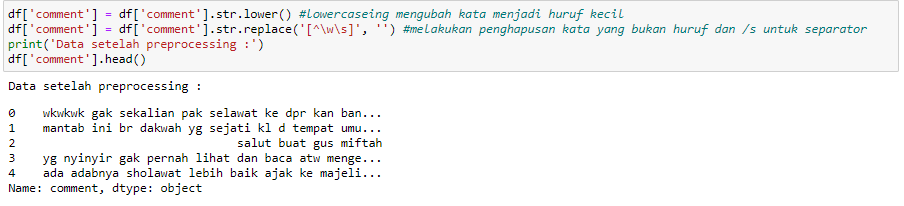 df['comment'] = df['comment'].str.lower() #lowercaseing mengubah kata menjadi huruf kecil
df['comment'] = df['comment'].str.replace('[^\w\s]', '') #melakukan penghapusan kata yang bukan huruf dan /s untuk separator
print('Data setelah preprocessing :')
df['comment'].head()
Data setelah preprocessing :
0    wkwkwk gak sekalian pak selawat ke dpr kan ban...
1    mantab ini br dakwah yg sejati kl d tempat umu...
2                              salut buat gus miftah
3    yg nyinyir gak pernah lihat dan baca atw menge...
4    ada adabnya sholawat lebih baik ajak ke majeli...
Name: comment, dtype: object